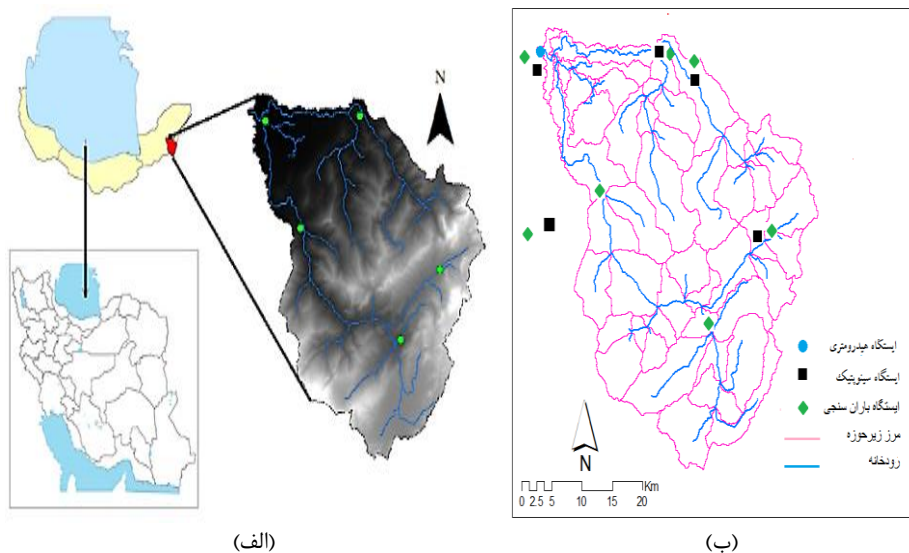 N
ایستگاه هیدرومتری
ایستگاه سینوپتیک
ایستگاه باران سنجی
مرز زیرحوزه
رودخانه
N
Km
0 2.5 5 10 15 20
(الف)
(ب)